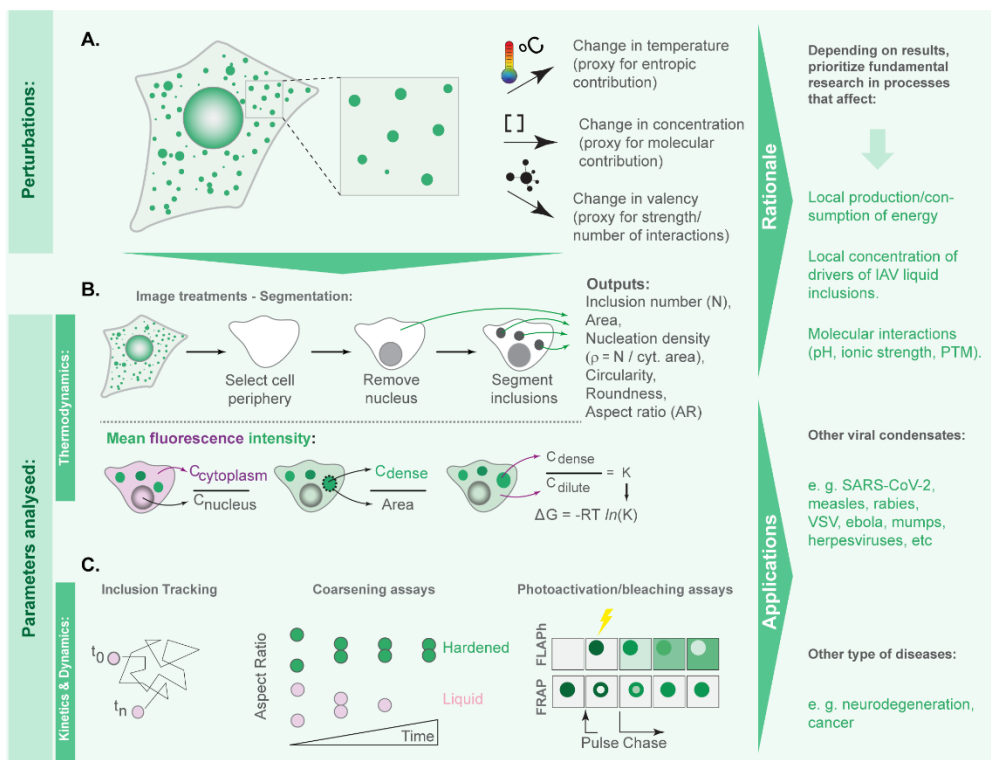 Perturbations:
A.
°C
Change in temperature
(proxy for entropic
contribution)
[ ]
Change in concentration
(proxy for molecular
contribution)
Change in valency
(proxy for strength/
number of interactions)
Rationale
Depending on results,
prioritize fundamental
research in processes
that affect:
Local production/con-
sumption of energy
Local concentration of
drivers of IAV liquid
inclusions.
Molecular interactions
(pH, ionic strength, PTM).
Parameters analysed:
Thermodynamics:
B.
Image treatments - Segmentation:
Select cell
periphery
Remove
nucleus
Segment
inclusions
Outputs:
Inclusion number (N),
Area,
Nucleation density
(ρ = N / cyt. area),
Circularity,
Roundness,
Aspect ratio (AR)
Mean fluorescence intensity:
Ccytoplasm
Cnucleus
Cdense
Area
Cdense
Cdilute
= K
ΔG = -RT ln(K)
Kinetics & Dynamics:
C.
Inclusion Tracking
t0
tn
Coarsening assays
Aspect Ratio
Hardened
Liquid
Time
Photoactivation/bleaching assays
FLAPh
FRAP
Pulse Chase
Applications
Other viral condensates:
e. g. SARS-CoV-2,
measles, rabies,
VSV, ebola, mumps,
herpesviruses, etc
Other type of diseases:
e. g. neurodegeneration,
cancer